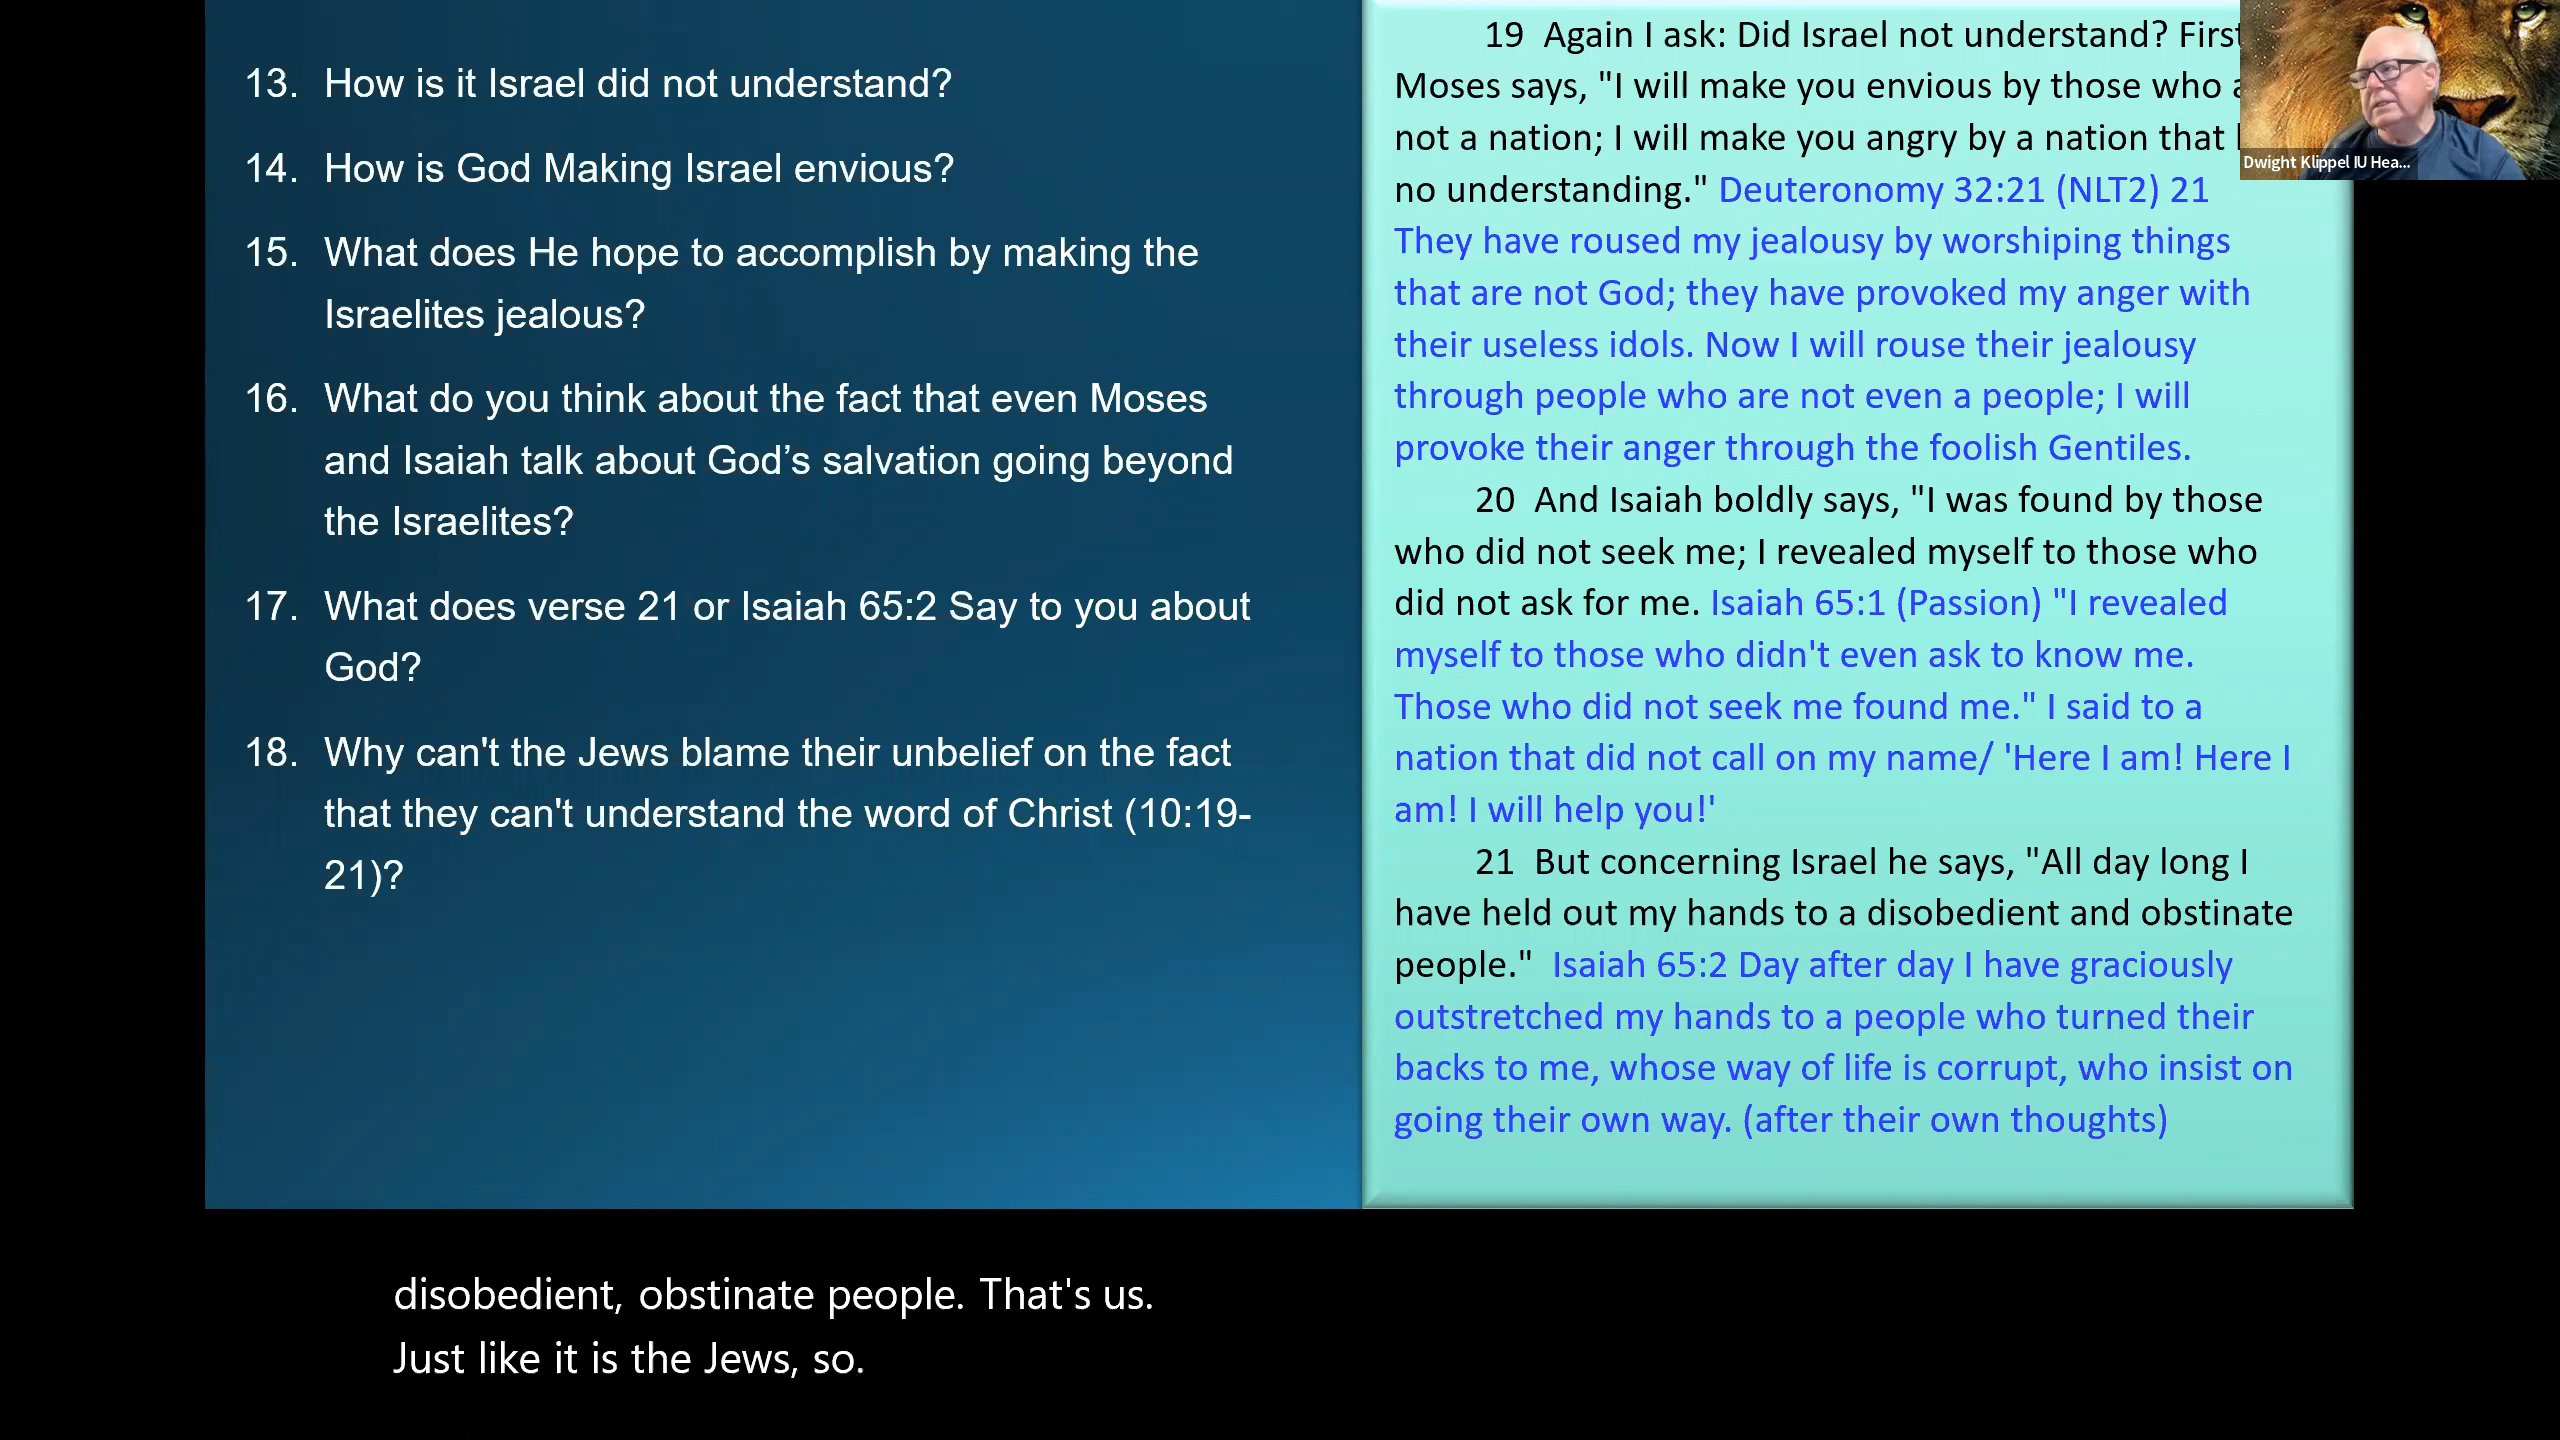 13. How is it Israel did not understand?
14. How is God Making Israel envious?
15. What does He hope to accomplish by making the
Israelites jealous?
16. What do you think about the fact that even Moses
and Isaiah talk about God’s salvation going beyond
the Israelites?
17. What does verse 21 or Isaiah 65:2 Say to you about
God?
18. Why can't the Jews blame their unbelief on the fact
that they can't understand the word of Christ (10:19-
21)?
19 Again I ask: Did Israel not understand? First
Moses says, "I will make you envious by those who
not a nation; I will make you angry by a nation that
no understanding." Deuteronomy 32:21 (NLT2) 21
They have roused my jealousy by worshiping things
that are not God; they have provoked my anger with
their useless idols. Now I will rouse their jealousy
through people who are not even a people; I will
provoke their anger through the foolish Gentiles.
20 And Isaiah boldly says, "I was found by those
who did not seek me; I revealed myself to those who
did not ask for me. Isaiah 65:1 (Passion) "I revealed
myself to those who didn't even ask to know me.
Those who did not seek me found me." I said to a
nation that did not call on my name/ 'Here I am! Here I
am! I will help you!'
21 But concerning Israel he says, "All day long I
have held out my hands to a disobedient and obstinate
people." Isaiah 65:2 Day after day I have graciously
outstretched my hands to a people who turned their
backs to me, whose way of life is corrupt, who insist on
going their own way. (after their own thoughts)
Dwight Klippel IU Hea...
disobedient, obstinate people. That's us.
Just like it is the Jews, so.